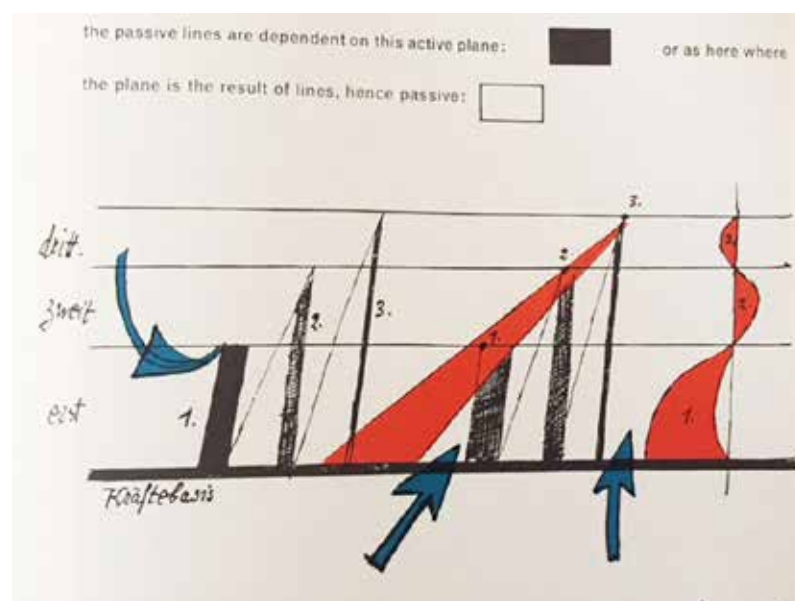 the passive lines are dependent on this active plane:
or as here where
the plane is the result of lines, hence passive:
3.
dritt.
3.
2
zweit
2.
3.
2.
1.
erst
1.
1.
Kräftebasis